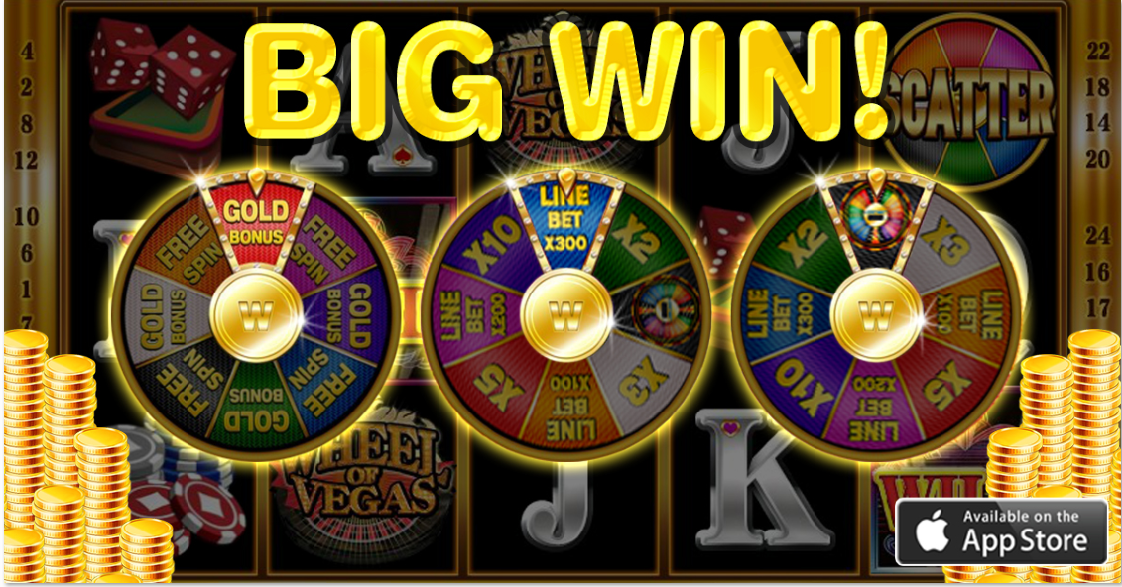 BIG WIN!
4
2
8
12
10
6
1
7
22
18
14
20
24
16
17
A
WHEEL
OF
VEGAS
J
SCATTER
GOLD
BONUS
FREE
SPIN
GOLD
BONUS
FREE
SPIN
GOLD
BONUS
FREE
SPIN
GOLD
BONUS
FREE
SPIN
W
LINE
BET
X300
X2
X3
LINE
BET
X100
X5
LINE
BET
X200
X10
W
X3
LINE
BET
X100
X5
LINE
BET
X200
X10
LINE
BET
X300
X2
W
WHEEL
OF
VEGAS
J
K
Available on the
App Store